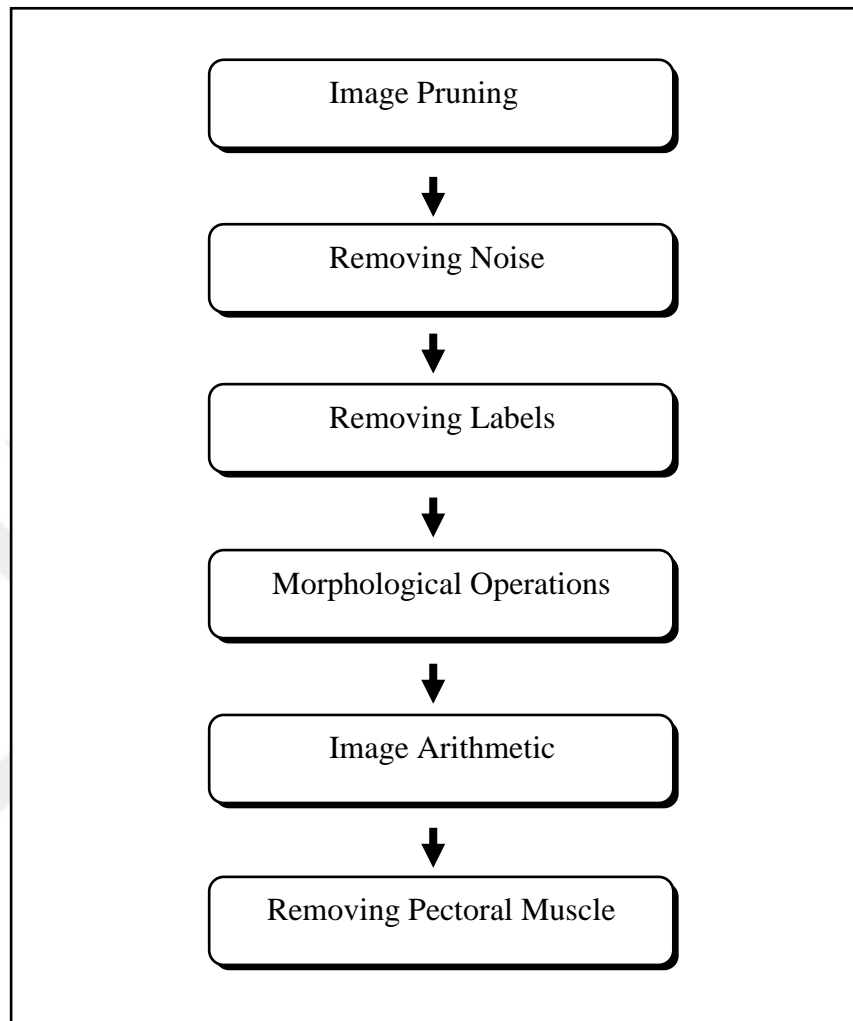 Image Pruning
Removing Noise
Removing Labels
Morphological Operations
Image Arithmetic
Removing Pectoral Muscle